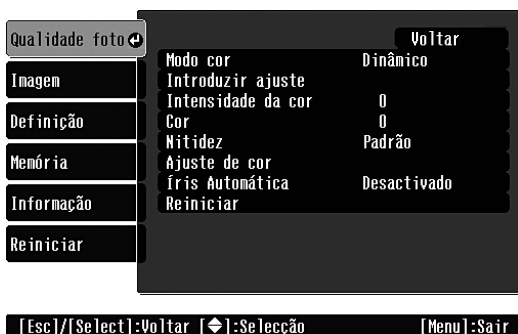 Qualidade foto
Imagem
Definição
Memória
Informação
Reiniciar
Voltar
Modo cor Dinâmico
Introduzir ajuste
Intensidade da cor 0
Cor 0
Nitidez Padrão
Ajuste de cor
Íris Automática Desactivado
Reiniciar
[Esc]/[Select]:Voltar [◆]:Selecção [Menu]:Sair